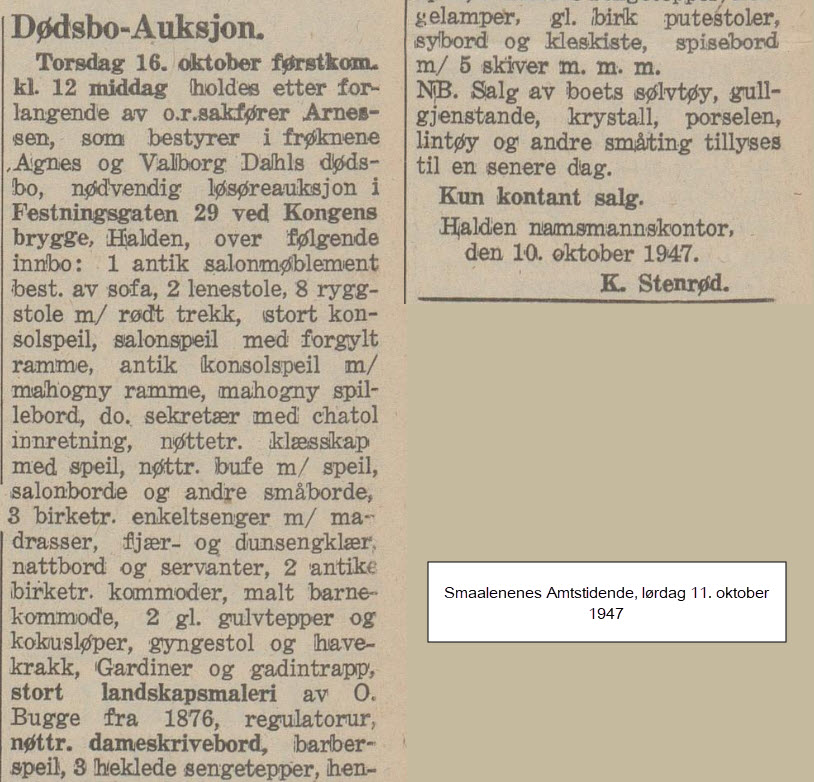 Dødsbo-Auksjon.
Torsdag 16. oktober førstkom.
kl. 12 middag holdes etter for-
langende av o.r.sakfører Arnes-
sen, som bestyrer i frøknene
Agnes og Valborg Dahls døds-
bo, nødvendig løsøreauksjon i
Festningsgaten 29 ved Kongens
brygge, Halden, over følgende
innbo: 1 antik salonmøblement
best. av sofa, 2 lenestole, 8 rygg-
stole m/ rødt trekk, stort kon-
solspeil, salonspeil med forgylt
ramme, antik konsolspeil m/
mahogny ramme, mahogny spil-
lebord, do. sekretær med chatol
innretning, nøttetr. klæsskap
med speil, nøttr. bufe m/ speil,
salonborde og andre småborde,
3 birketr. enkeltsenger m/ ma-
drasser, fjær- og dunsengklær,
nattbord og servanter, 2 antike
birketr. kommoder, malt barne-
kommode, 2 gl. gulvtepper og
kokusløper, gyngestol og have-
krakk, Gardiner og gadintrapp,
stort landskapsmaleri av O.
Bugge fra 1876, regulatorur,
nøttr. dameskrivebord, barber-
speil, 3 heklede sengetepper, hen-
gelamper, gl. birk putestoler,
sybord og kleskiste, spisebord
m/ 5 skiver m. m. m.
NB. Salg av boets sølvtøy, gull-
gjenstande, krystall, porselen,
lintøy og andre småting tillyses
til en senere dag.
Kun kontant salg.
Halden namsmannskontor,
den 10. oktober 1947.
K. Stenrød.
Smaalenenes Amtstidende, lørdag 11. oktober
1947